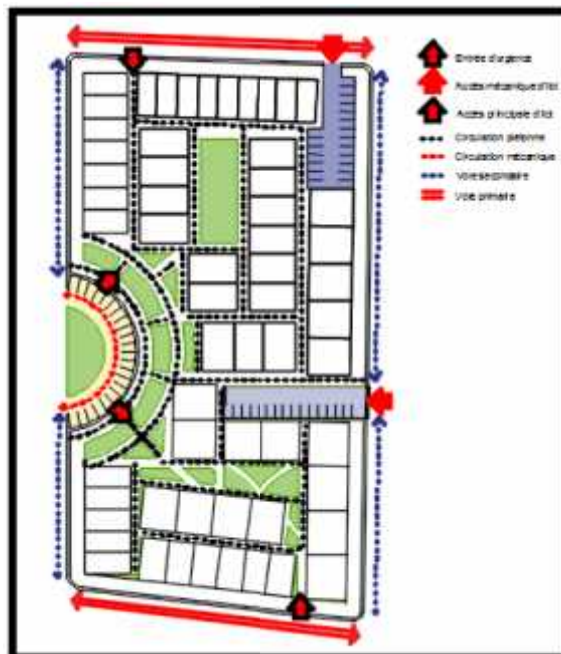 Entrée d'urgence
Accès mécanique d'ilot
Accès principale d'ilot
Circulation piétonne
Circulation mécanique
Voie secondaire
Voie primaire